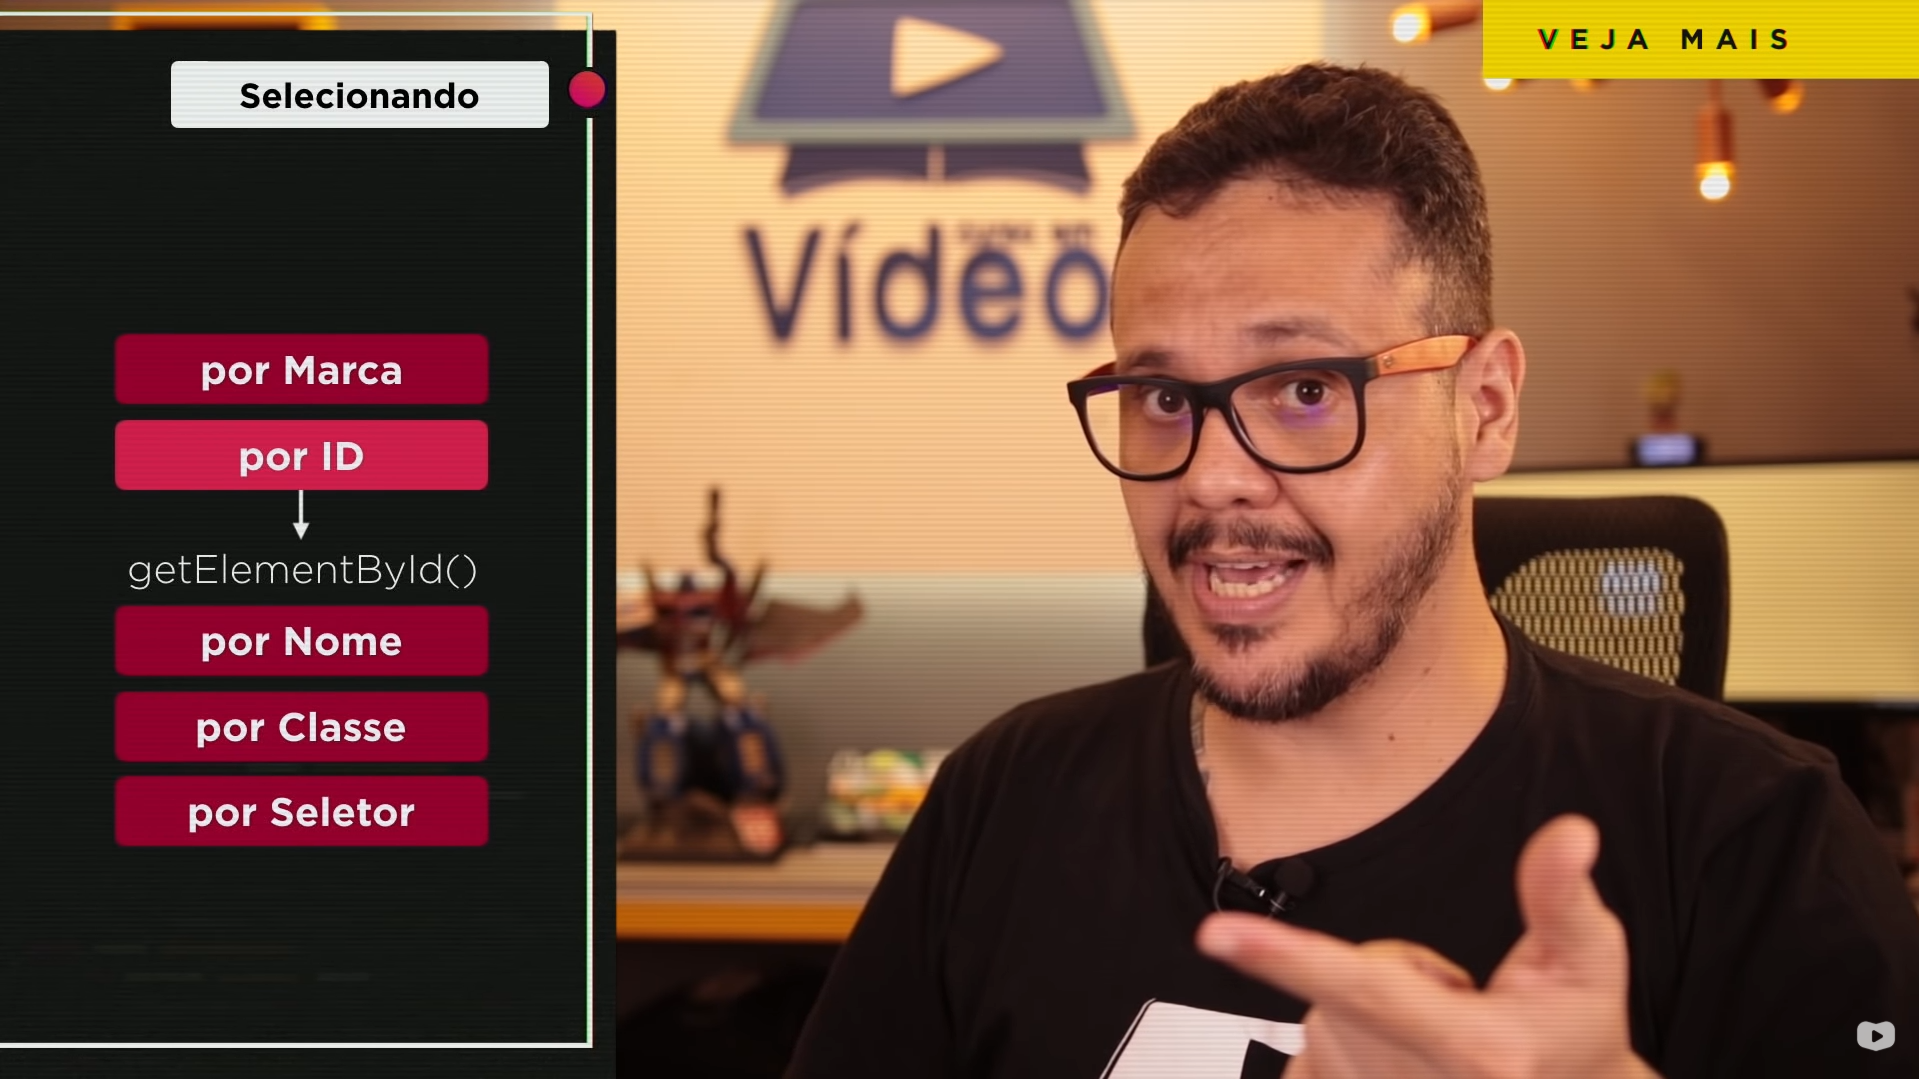 Selecionando
por Marca
por ID
getElementById()
por Nome
por Classe
por Seletor
Vídeo
VEJA MAIS